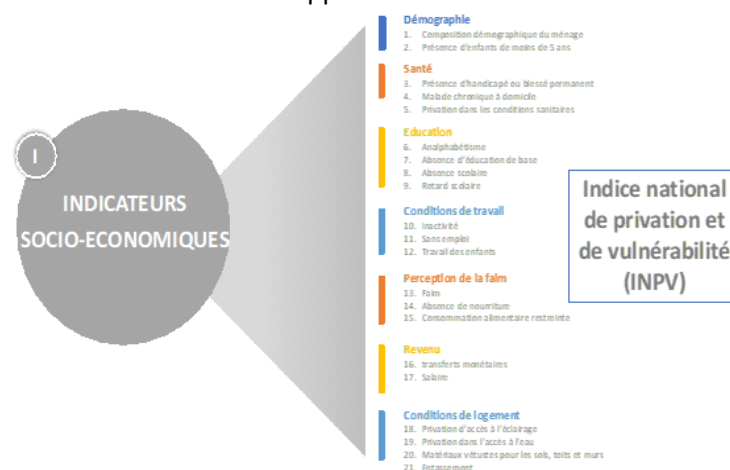 I
INDICATEURS
SOCIO-ECONOMIQUES
Démographie
1. Composition démographique du ménage
2. Présence d'enfants de moins de 5 ans
Santé
3. Présence d'handicapé ou blessé permanent
4. Malade chronique à domicile
5. Privation dans les conditions sanitaires
Education
6. Analphabétisme
7. Absence d'éducation de base
8. Absence scolaire
9. Retard scolaire
Conditions de travail
10. Inactivité
11. Sans emploi
12. Travail des enfants
Perception de la faim
13. Faim
14. Absence de nourriture
15. Consommation alimentaire restreinte
Revenu
16. transferts monétaires
17. Salaire
Conditions de logement
18. Privation d'accès à l'éclairage
19. Privation dans l'accès à l'eau
20. Matériaux vétustes pour les sols, toits et murs
21. Entassement
Indice national
de privation et
de vulnérabilité
(INPV)